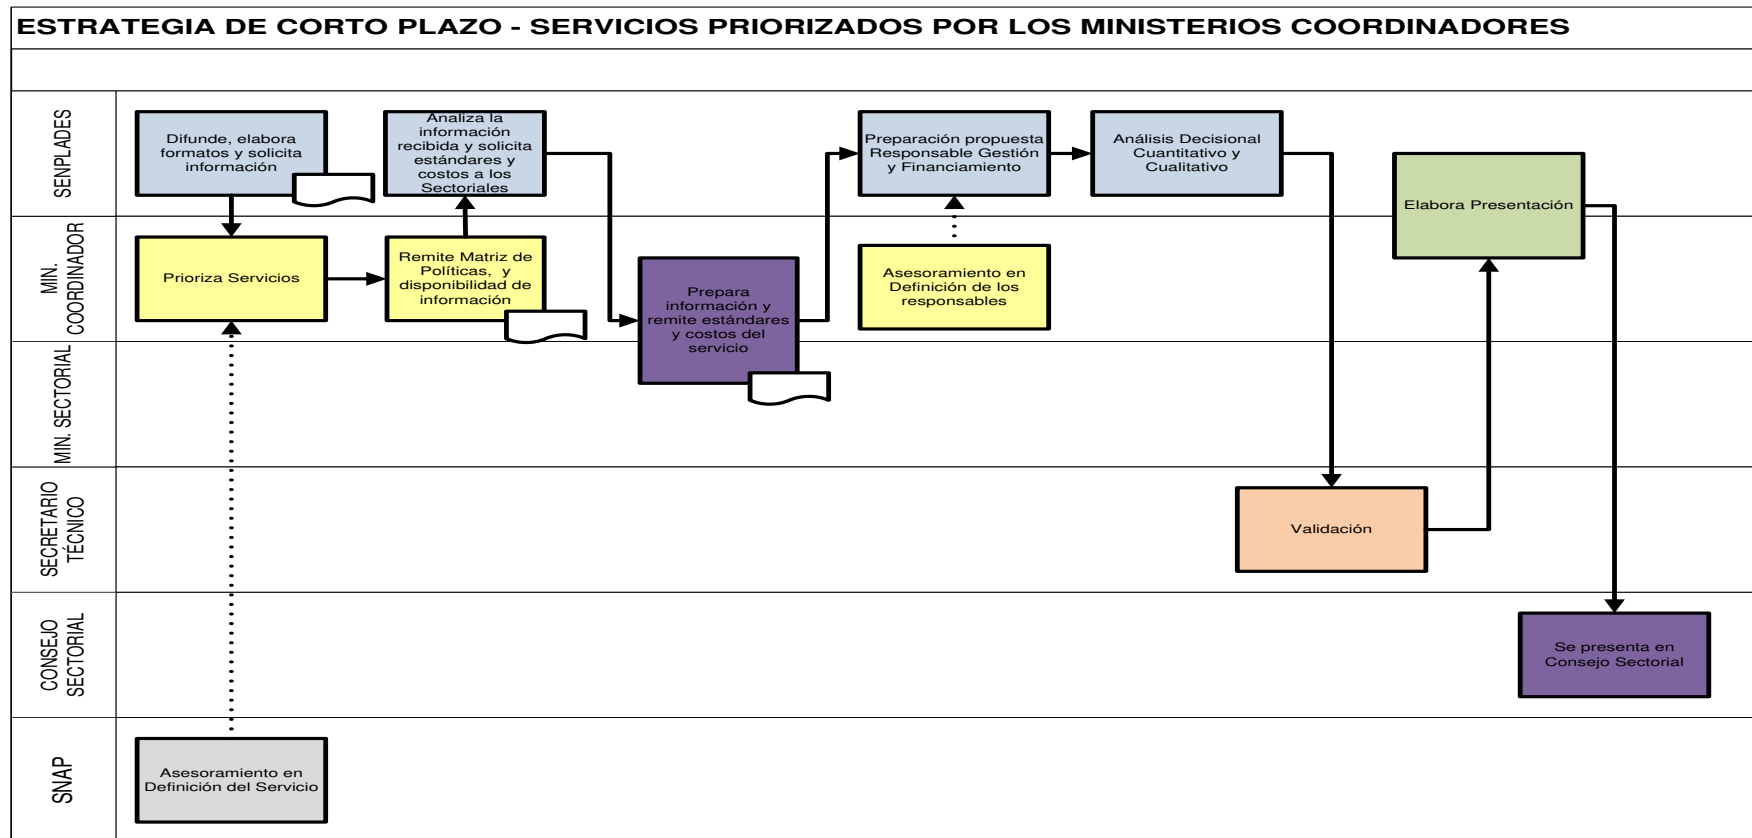 ESTRATEGIA DE CORTO PLAZO - SERVICIOS PRIORIZADOS POR LOS MINISTERIOS COORDINADORES
SENPLADES
Difunde, elabora
formatos y solicita
información
Analiza la
información
recibida y solicita
estándares y
costos a los
Sectoriales
Preparación propuesta
Responsable Gestión
y Financiamiento
Análisis Decisional
Cuantitativo y
Cualitativo
Elabora Presentación
MIN.
COORDINADOR
Prioriza Servicios
Remite Matriz de
Políticas,  y
disponibilidad de
información
Prepara
información y
remite estándares
y costos del
servicio
Asesoramiento en
Definición de los
responsables
MIN. SECTORIAL
SECRETARIO
TÉCNICO
Validación
CONSEJO
SECTORIAL
Se presenta en
Consejo Sectorial
SNAP
Asesoramiento en
Definición del Servicio